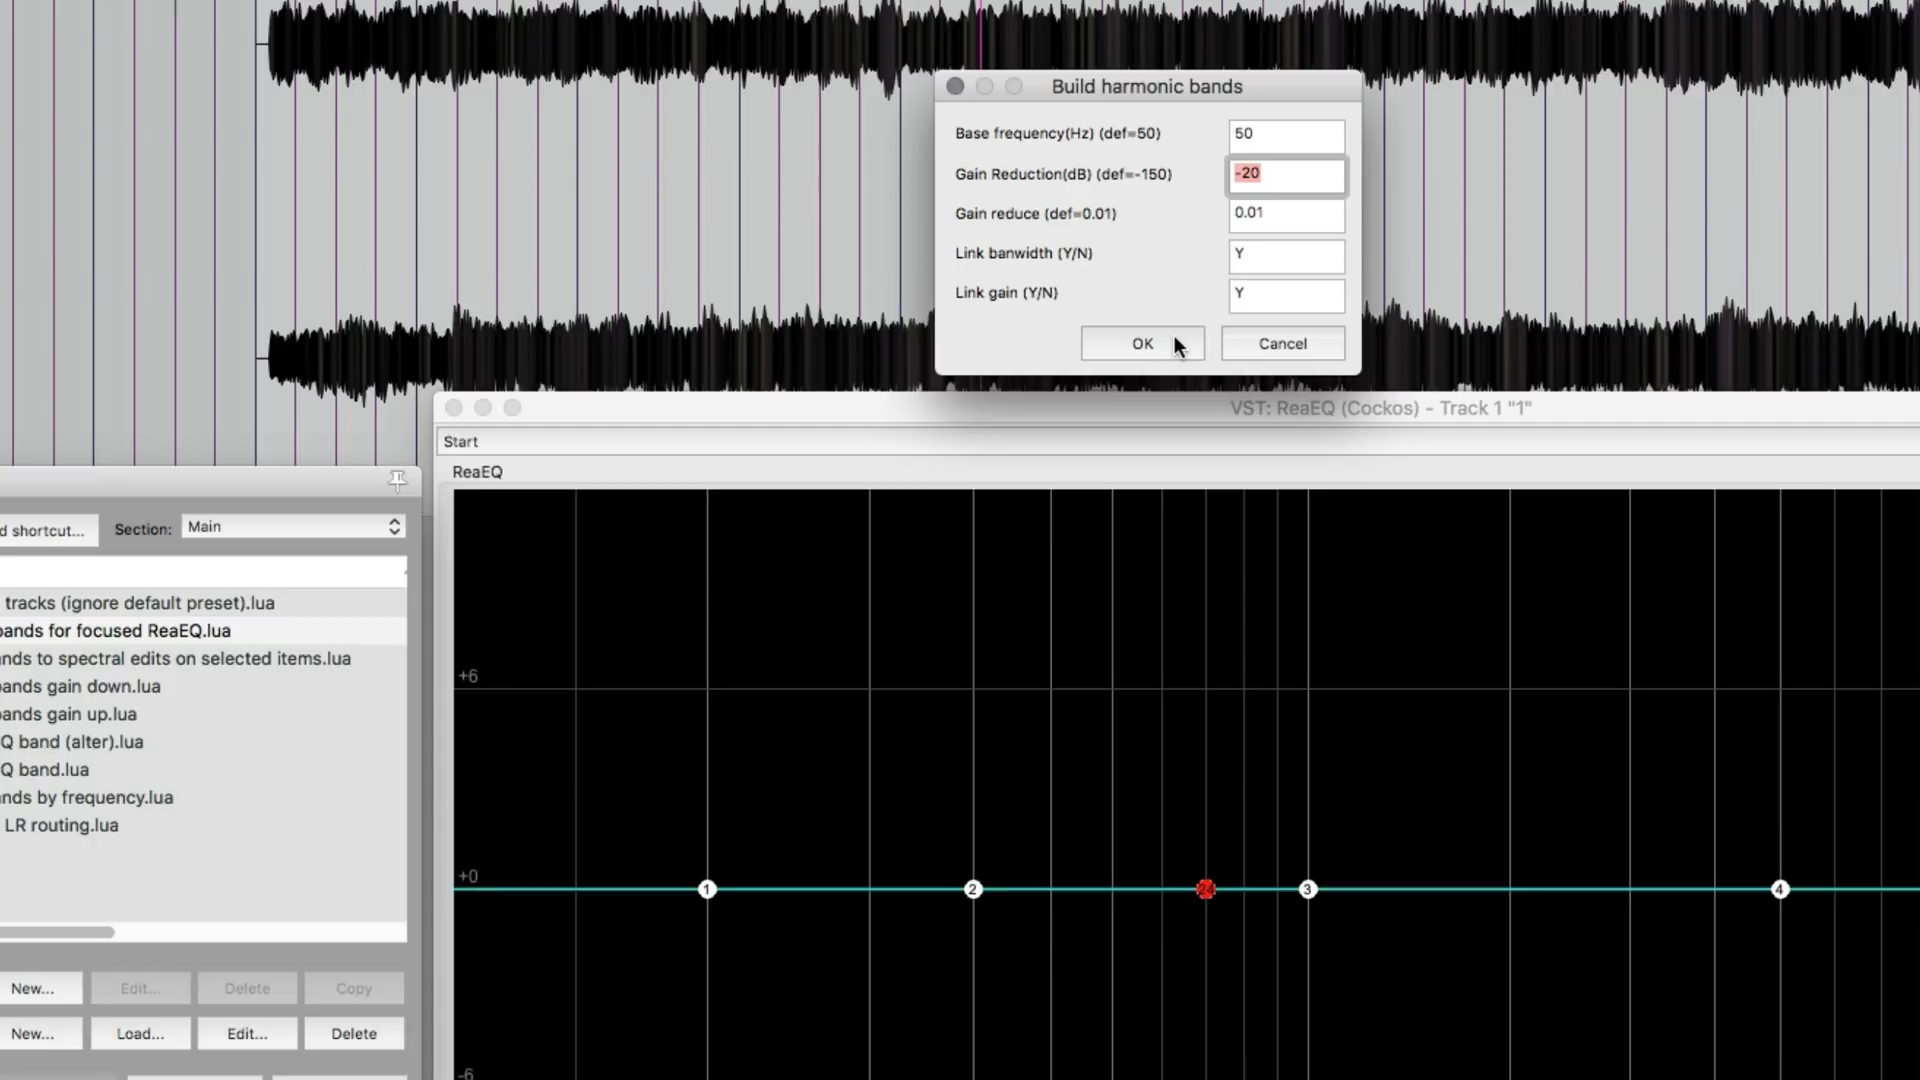 Build harmonic bands
Base frequency(Hz) (def=50) 50
Gain Reduction(dB) (def=-150) -20
Gain reduce (def=0.01) 0.01
Link banwidth (Y/N) Y
Link gain (Y/N) Y
OK Cancel
VST: ReaEQ (Cockos) - Track 1 "1"
Start
ReaEQ
d shortcut... Section: Main
tracks (ignore default preset).lua
bands for focused ReaEQ.lua
nds to spectral edits on selected items.lua
bands gain down.lua
bands gain up.lua
Q band (alter).lua
Q band.lua
nds by frequency.lua
LR routing.lua
New... Edit... Delete Copy
New... Load... Edit... Delete
+6
+0
1 2 24 3 4
-6